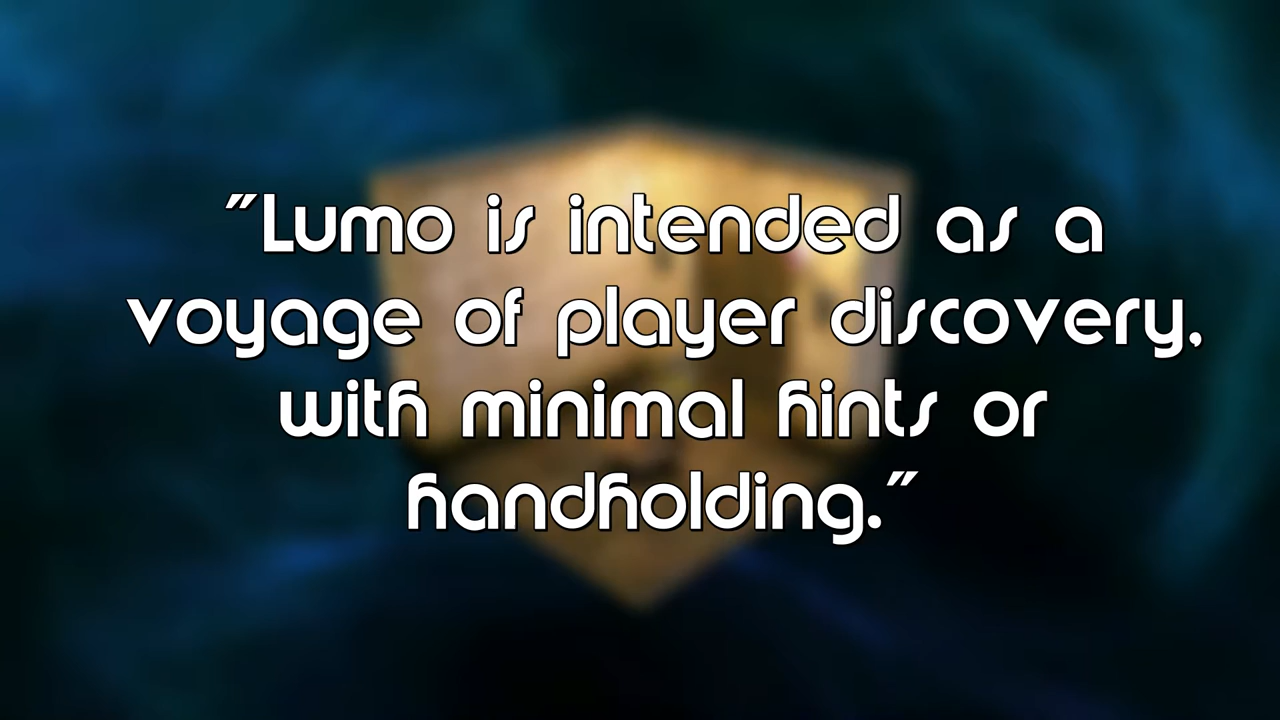 "Lumo is intended as a
voyage of player discovery,
with minimal hints or
handholding."